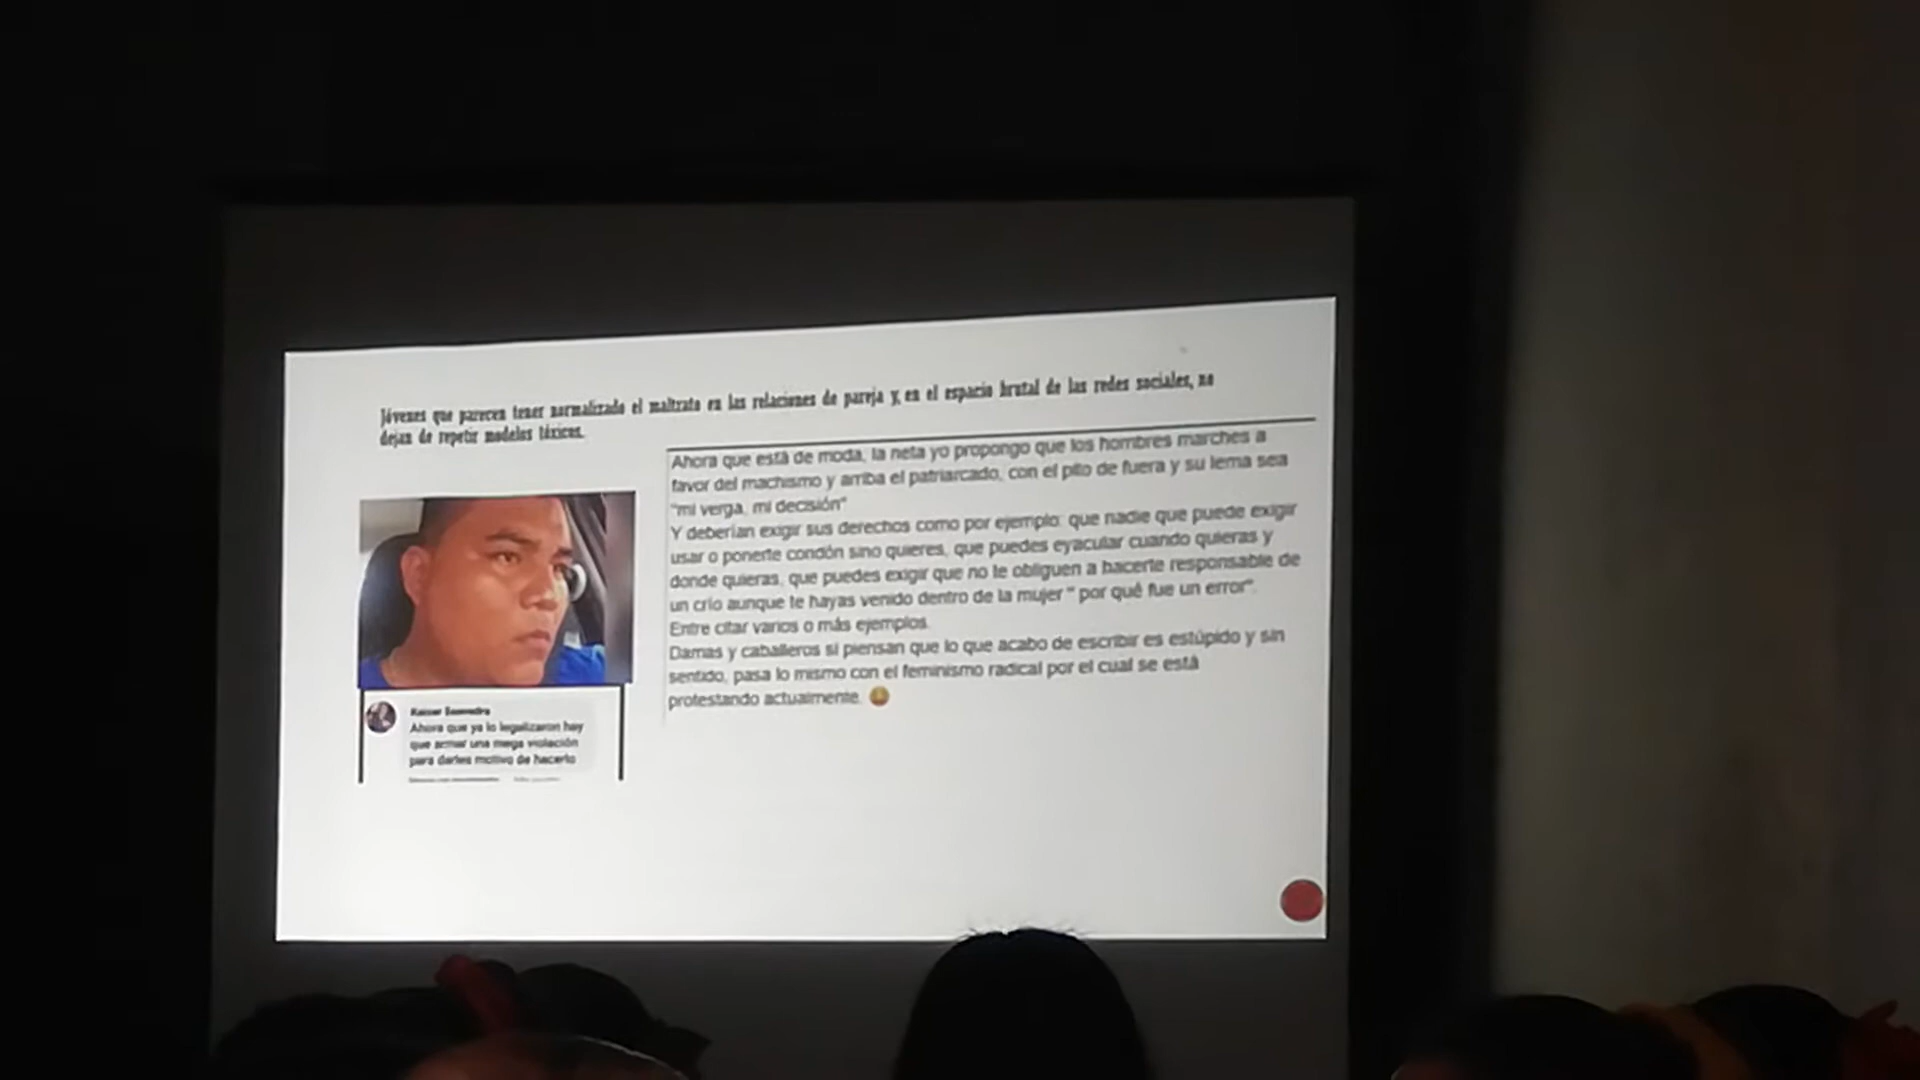 Jóvenes que parecen tener normalizado el maltrato en las relaciones de pareja y, en el espacio brutal de las redes sociales, no
dejan de repetir modelos tóxicos.
Ahora que está de moda, la neta yo propongo que los hombres marches a
favor del machismo y arriba el patriarcado, con el pito de fuera y su lema sea
"mi verga, mi decisión"
Y deberían exigir sus derechos como por ejemplo: que nadie que puede exigir
usar o ponerte condón sino quieres, que puedes eyacular cuando quieras y
donde quieras, que puedes exigir que no te obliguen a hacerte responsable de
un crío aunque te hayas venido dentro de la mujer " por qué fue un error".
Entre citar varios o más ejemplos.
Damas y caballeros si piensan que lo que acabo de escribir es estúpido y sin
sentido, pasa lo mismo con el feminismo radical por el cual se está
protestando actualmente. 😄
Kaiser Saavedra
Ahora que ya lo legalizaron hay
que armar una mega violación
para darles motivo de hacerlo